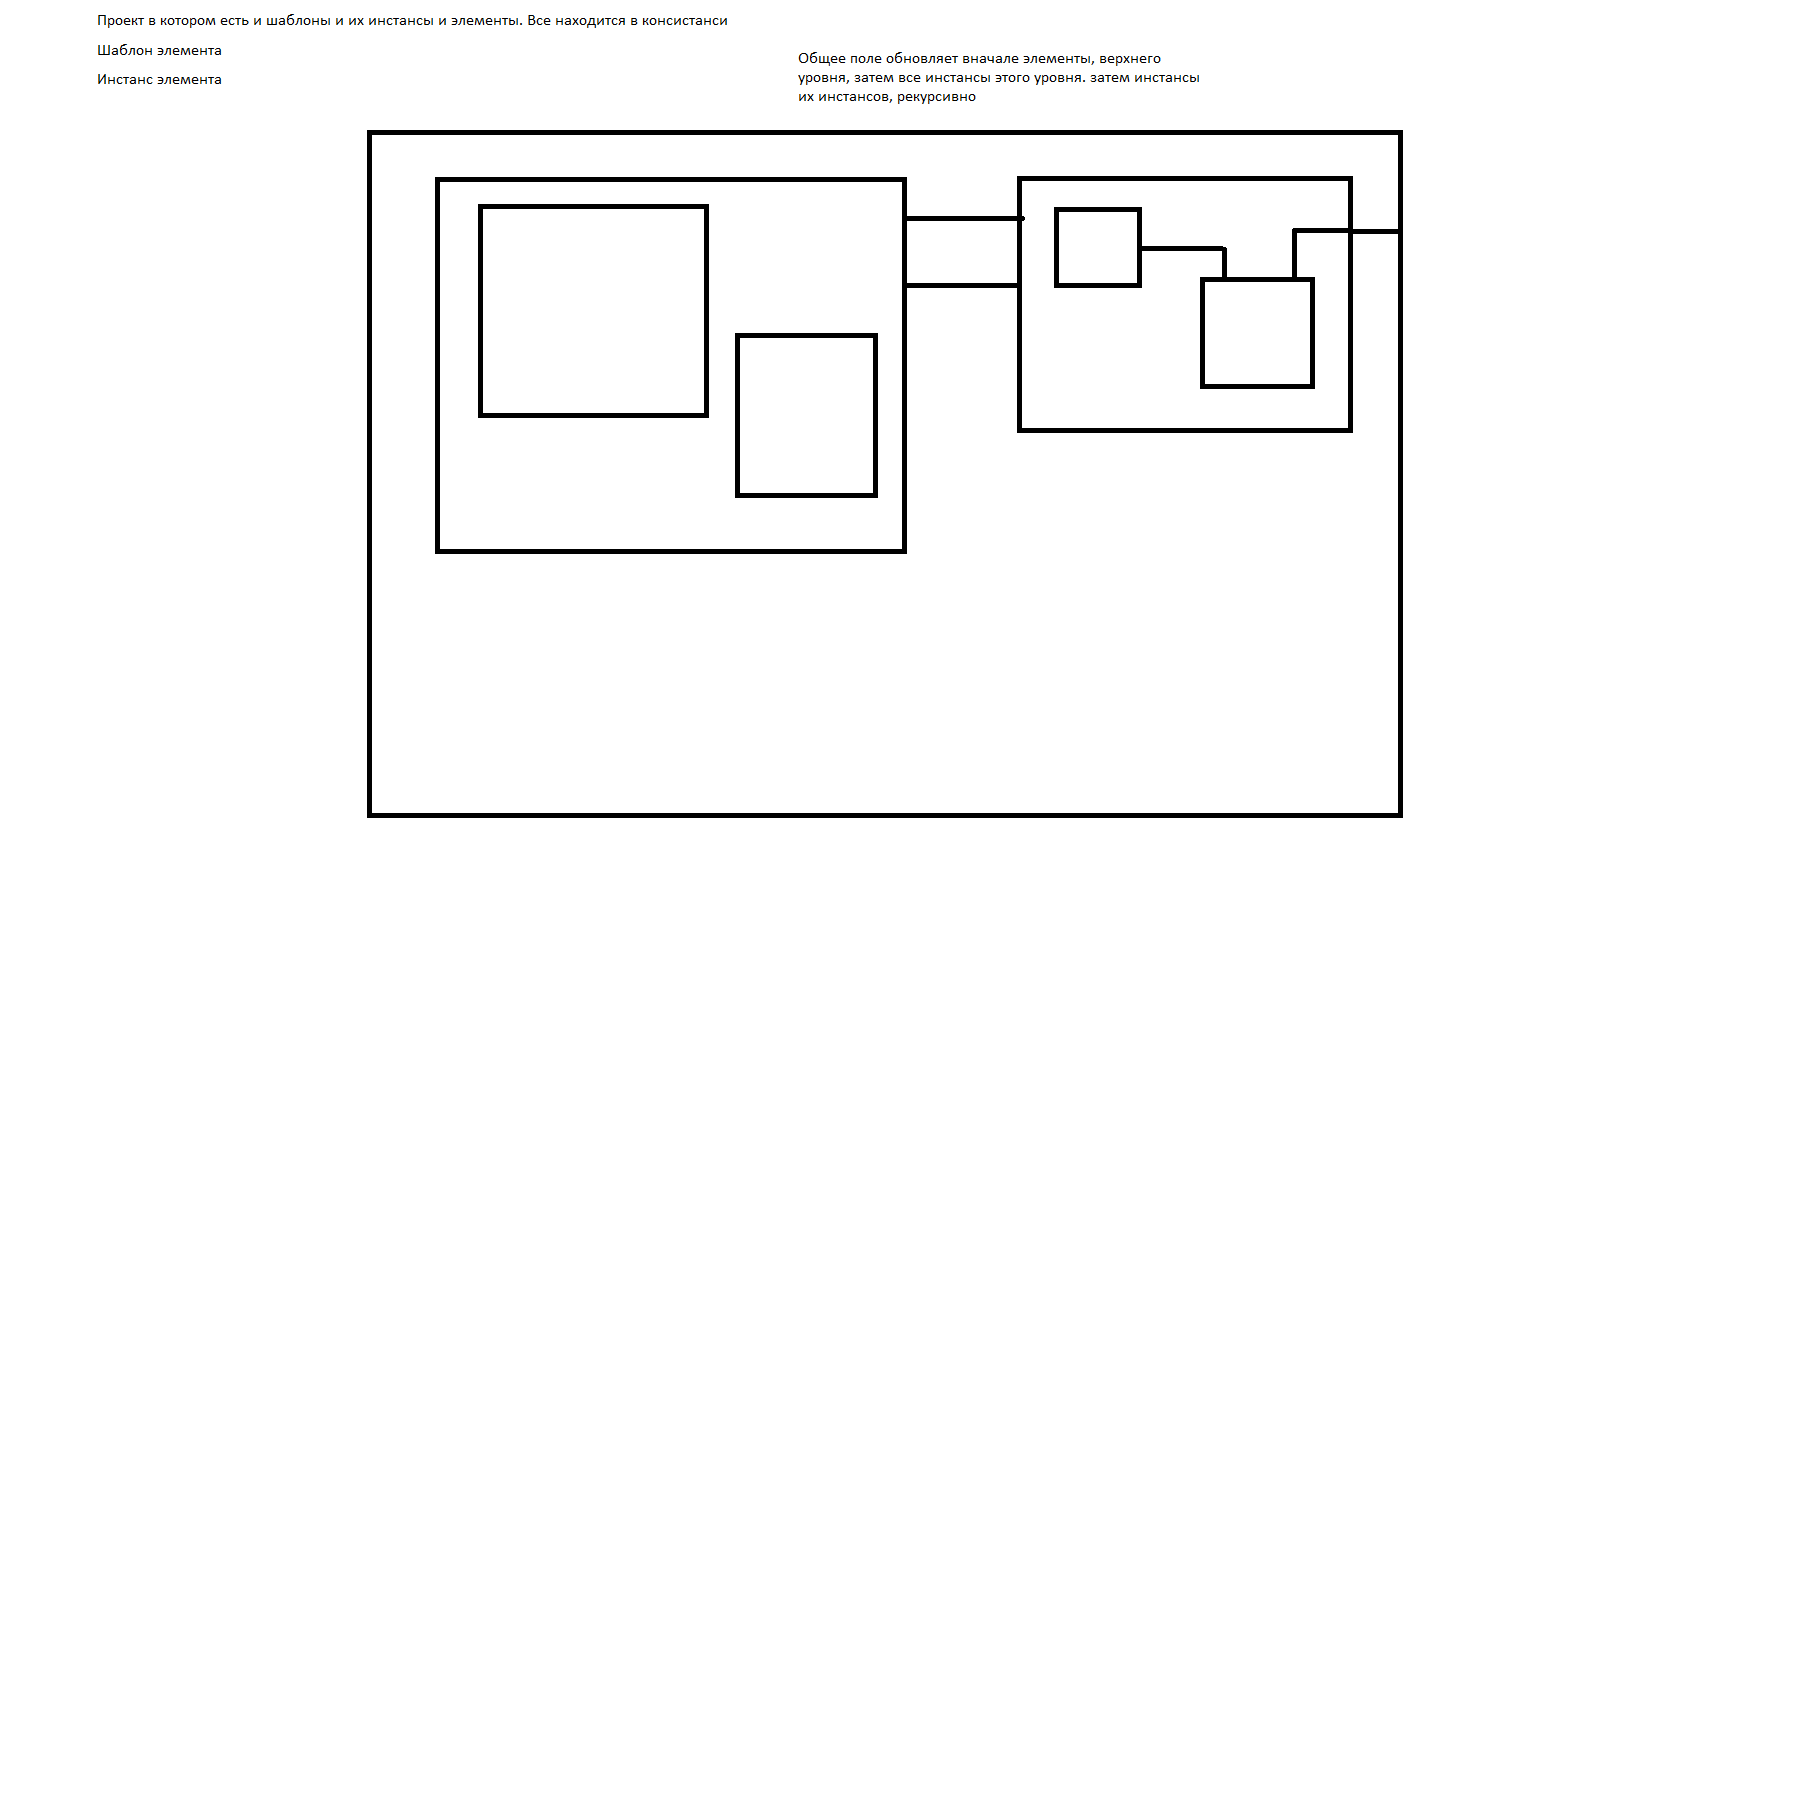 Проект в котором есть и шаблоны и их инстансы и элементы. Все находится в консистанси
Шаблон элемента
Инстанс элемента
Общее поле обновляет вначале элементы, верхнего
уровня, затем все инстансы этого уровня. затем инстансы
их инстансов, рекурсивно